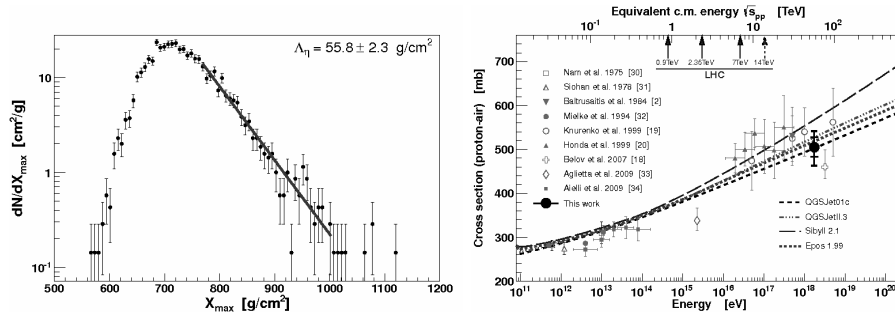 Λη = 55.8 ± 2.3 g/cm²
dN/dXmax [cm²/g]
10
1
10⁻¹
500 600 700 800 900 1000 1100 1200
Xmax [g/cm²]
Equivalent c.m. energy √spp [TeV]
10⁻¹ 1 10 10²
0.9TeV 2.36TeV 7TeV 14TeV
LHC
Cross section (proton-air) [mb]
700
600
500
400
300
200
100
0
Nam et al. 1975 [30]
Siohan et al. 1978 [31]
Baltrusaitis et al. 1984 [2]
Mielke et al. 1994 [32]
Knurenko et al. 1999 [19]
Honda et al. 1999 [20]
Belov et al. 2007 [18]
Aglietta et al. 2009 [33]
Aielli et al. 2009 [34]
This work
QGSJet01c
QGSJetII.3
Sibyll 2.1
Epos 1.99
10¹¹ 10¹² 10¹³ 10¹⁴ 10¹⁵ 10¹⁶ 10¹⁷ 10¹⁸ 10¹⁹ 10²⁰
Energy [eV]